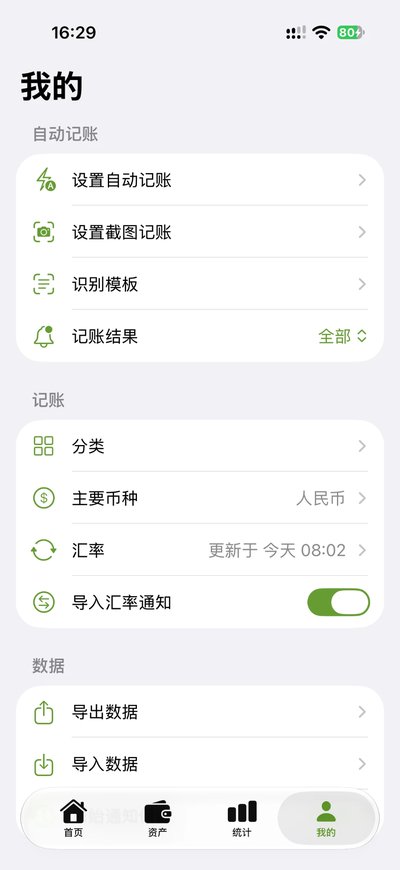 16:29
80
我的
自动记账
设置自动记账
设置截图记账
识别模板
记账结果 全部
记账
分类
主要币种 人民币
汇率 更新于 今天 08:02
导入汇率通知
数据
导出数据
导入数据
首页 资产 统计 我的